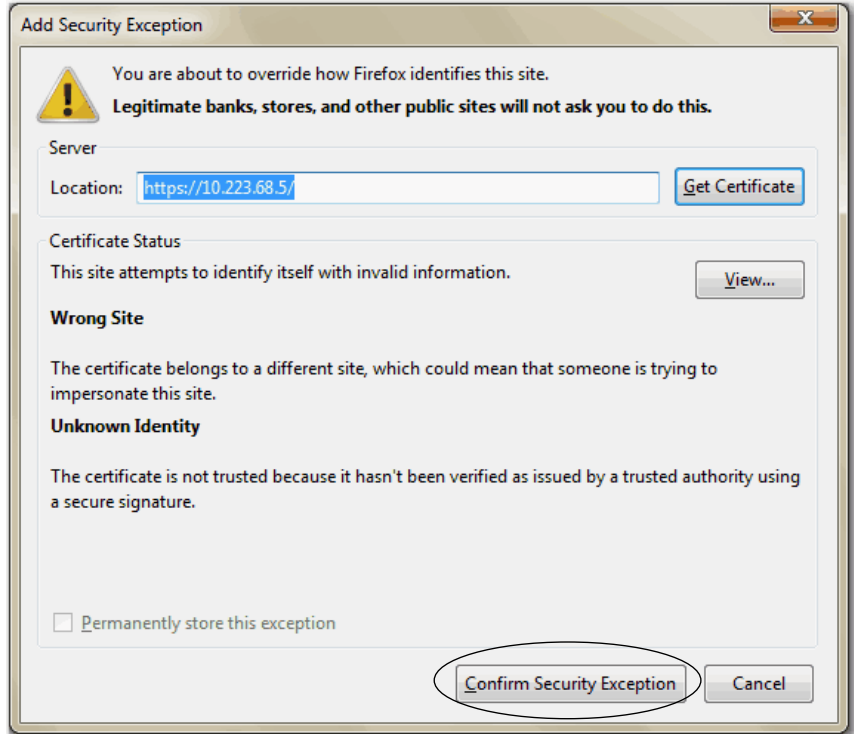 Add Security Exception
You are about to override how Firefox identifies this site.
Legitimate banks, stores, and other public sites will not ask you to do this.
Server
Location: https://10.223.68.5/ Get Certificate
Certificate Status
This site attempts to identify itself with invalid information.
View...
Wrong Site
The certificate belongs to a different site, which could mean that someone is trying to
impersonate this site.
Unknown Identity
The certificate is not trusted because it hasn't been verified as issued by a trusted authority using
a secure signature.
Permanently store this exception
Confirm Security Exception Cancel